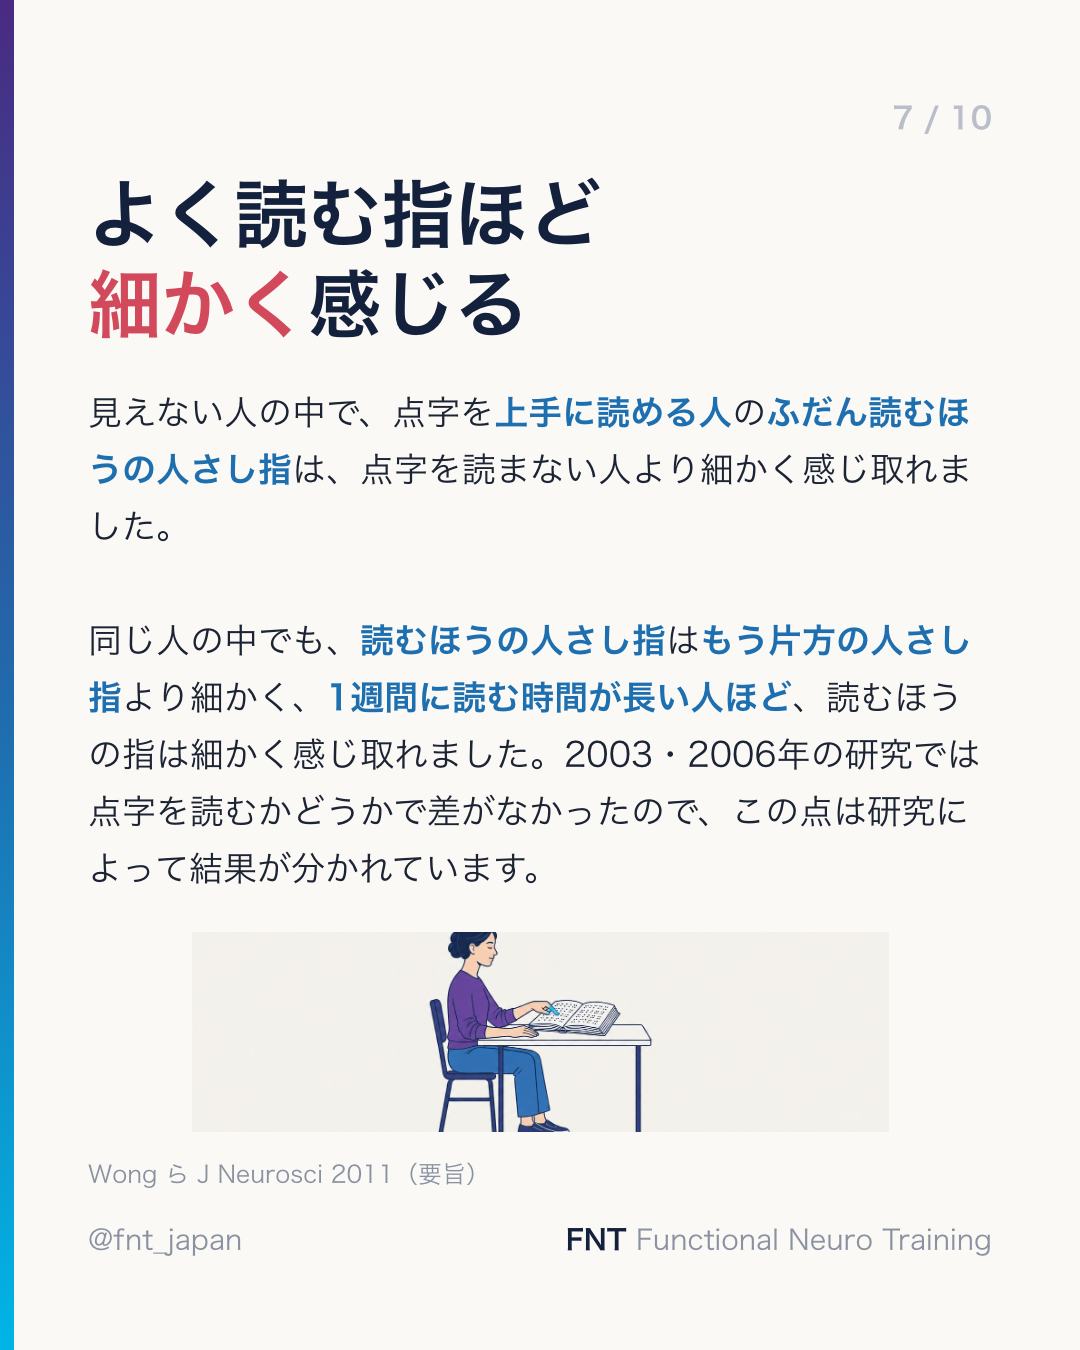 7 / 10
よく読む指ほど
細かく感じる
見えない人の中で、点字を上手に読める人のふだん読むほ
うの人さし指は、点字を読まない人より細かく感じ取れま
した。
同じ人の中でも、読むほうの人さし指はもう片方の人さし
指より細かく、1週間に読む時間が長い人ほど、読むほう
の指は細かく感じ取れました。2003・2006年の研究では
点字を読むかどうかで差がなかったので、この点は研究に
よって結果が分かれています。
Wong ら J Neurosci 2011（要旨）
@fnt_japan
FNT Functional Neuro Training